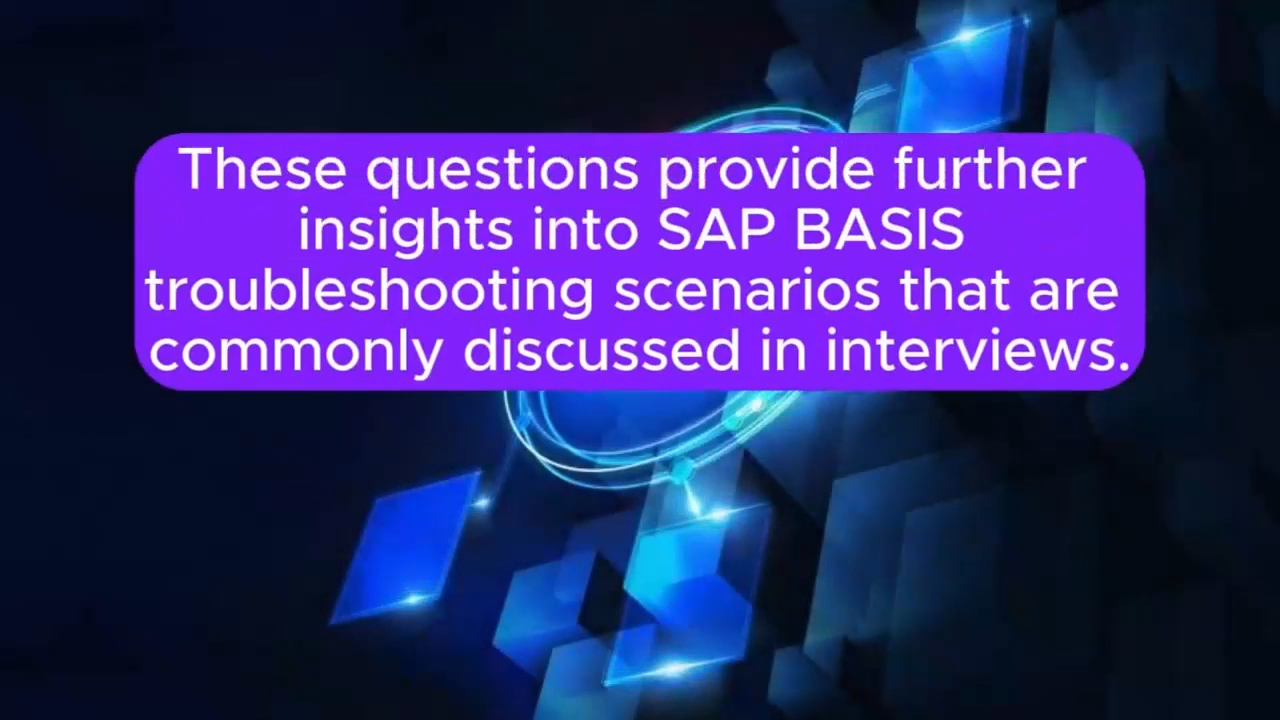 These questions provide further
insights into SAP BASIS
troubleshooting scenarios that are
commonly discussed in interviews.